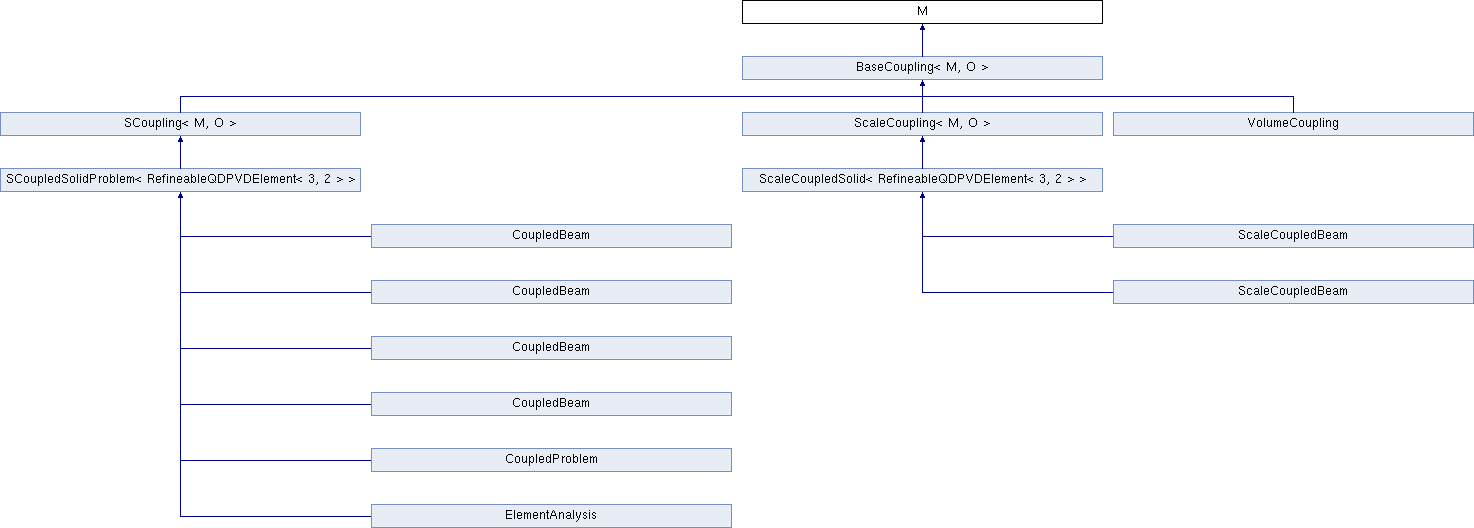 M
BaseCoupling< M, O >
SCoupling< M, O >
ScaleCoupling< M, O >
VolumeCoupling
SCoupledSolidProblem< RefineableQDPVDElement< 3, 2 > >
ScaleCoupledSolid< RefineableQDPVDElement< 3, 2 > >
CoupledBeam
ScaleCoupledBeam
CoupledBeam
ScaleCoupledBeam
CoupledBeam
CoupledBeam
CoupledProblem
ElementAnalysis